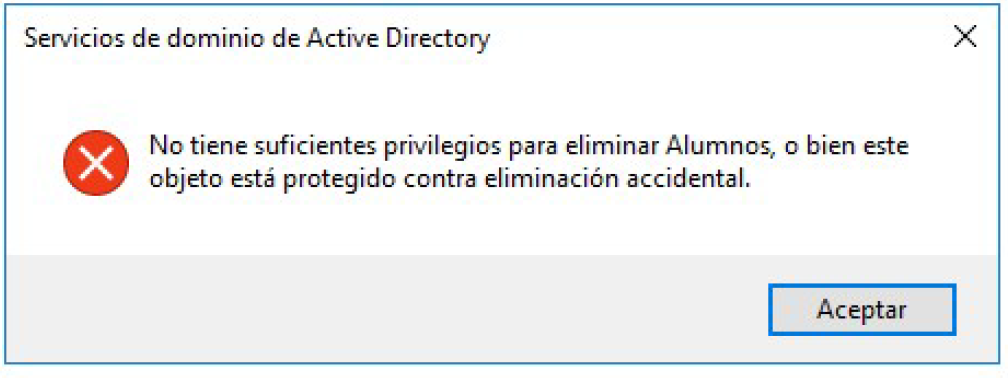 Servicios de dominio de Active Directory
No tiene suficientes privilegios para eliminar Alumnos, o bien este
objeto está protegido contra eliminación accidental.
Aceptar